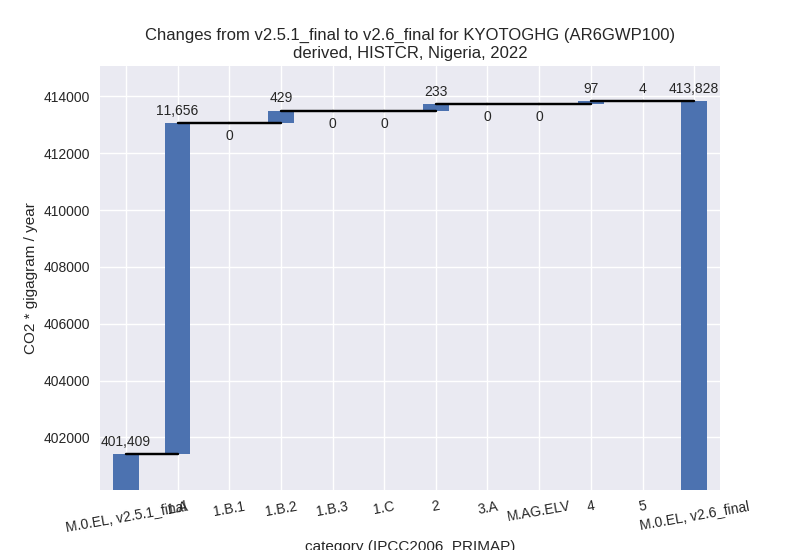 Changes from v2.5.1_final to v2.6_final for KYOTOGHG (AR6GWP100)
derived, HISTCR, Nigeria, 2022
CO2 * gigagram / year
414000
412000
410000
408000
406000
404000
402000
401,409
11,656
0
429
0
0
233
0
0
97
4
413,828
M.0.EL, v2.5.1_final
1.A
1.B.1
1.B.2
1.B.3
1.C
2
3.A
M.AG.ELV
4
5
M.0.EL, v2.6_final
category (IPCC2006_PRIMAP)